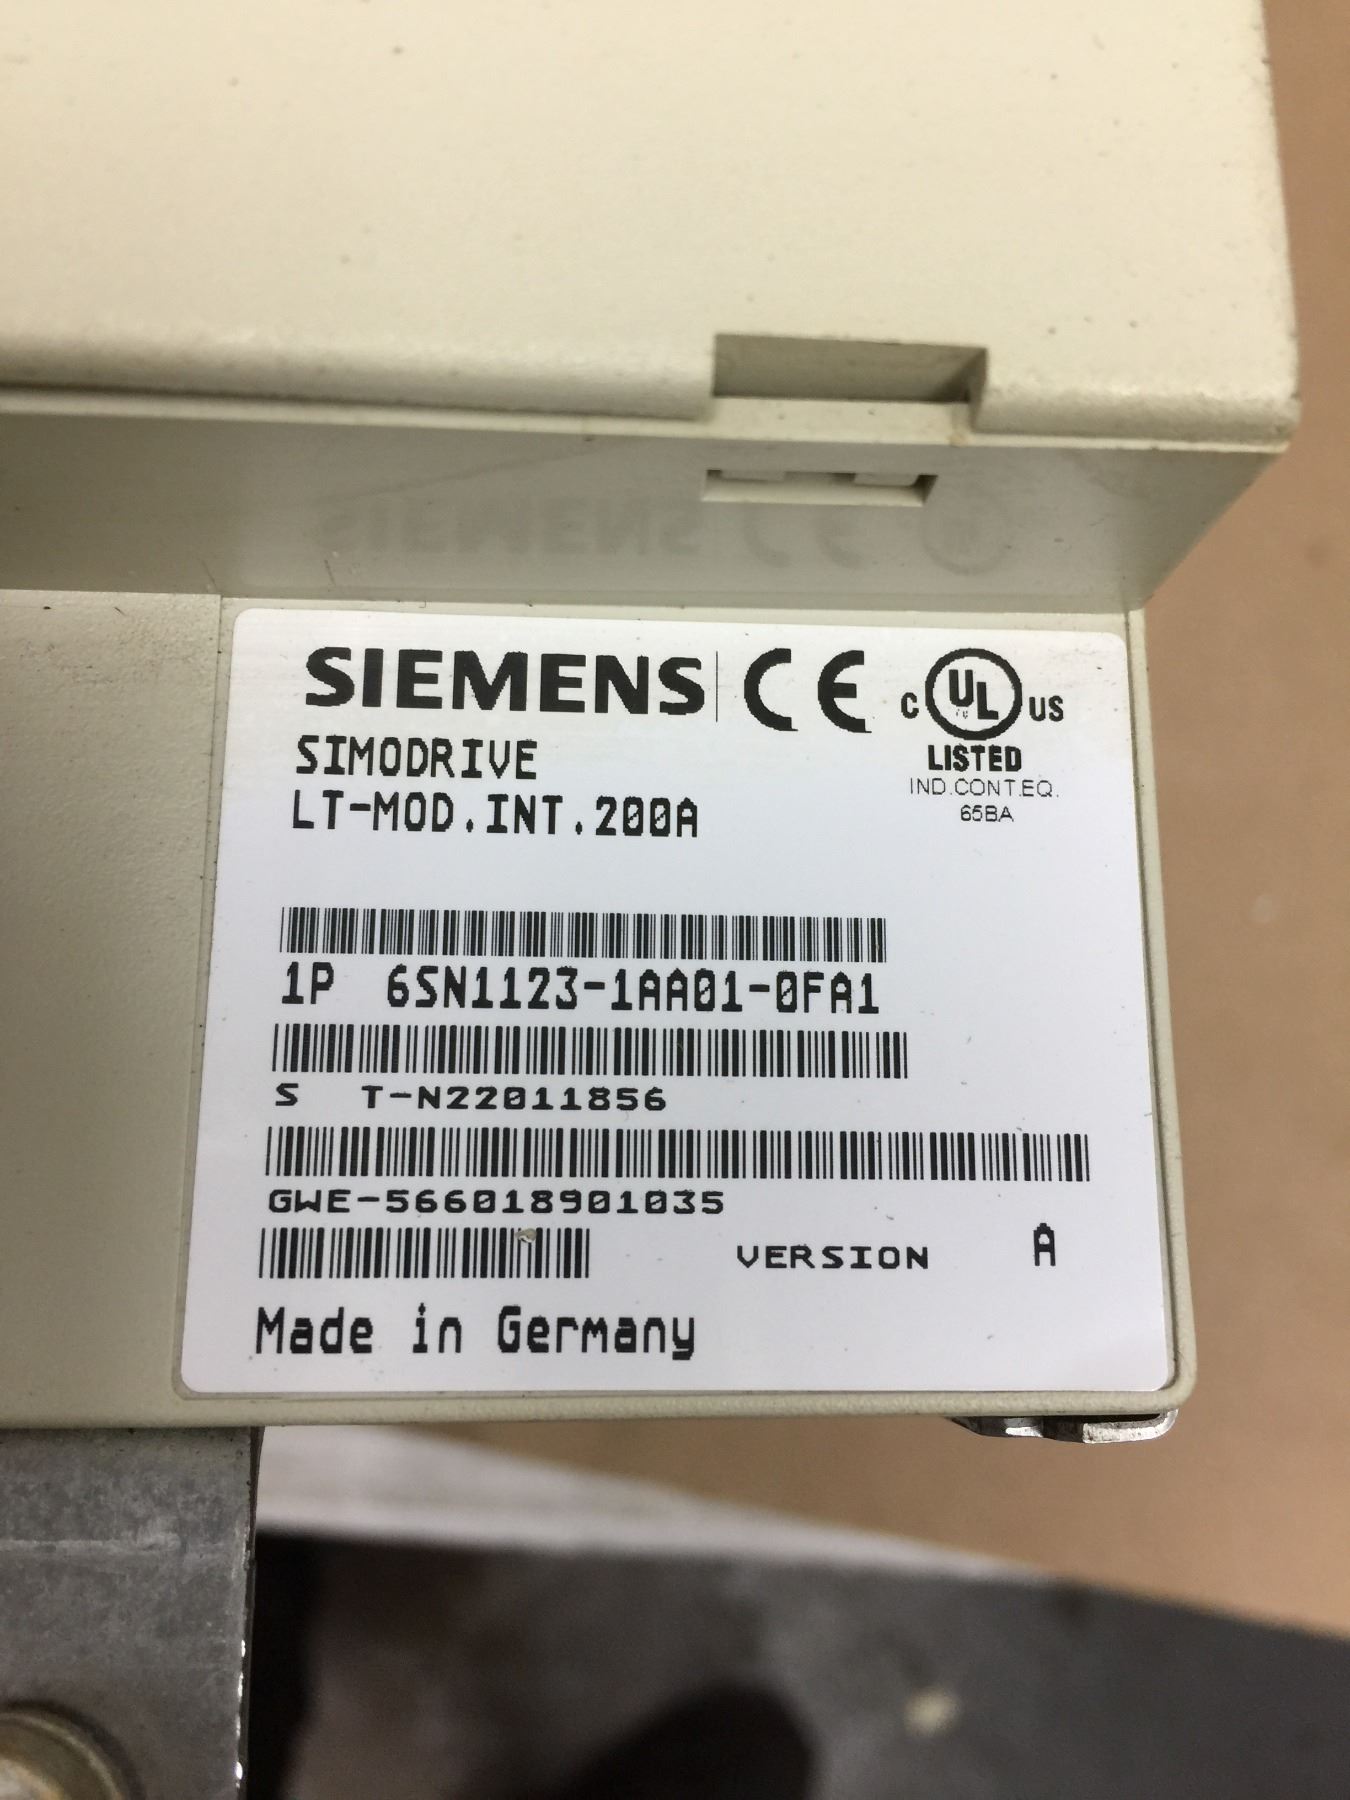 SIEMENS CE C UL US
SIMODRIVE
LISTED
LT-MOD.INT.200A
IND.CONT.EQ.
65BA
1P 6SN1123-1AA01-0FA1
S T-N22011856
GWE-566018901035
VERSION A
Made in Germany